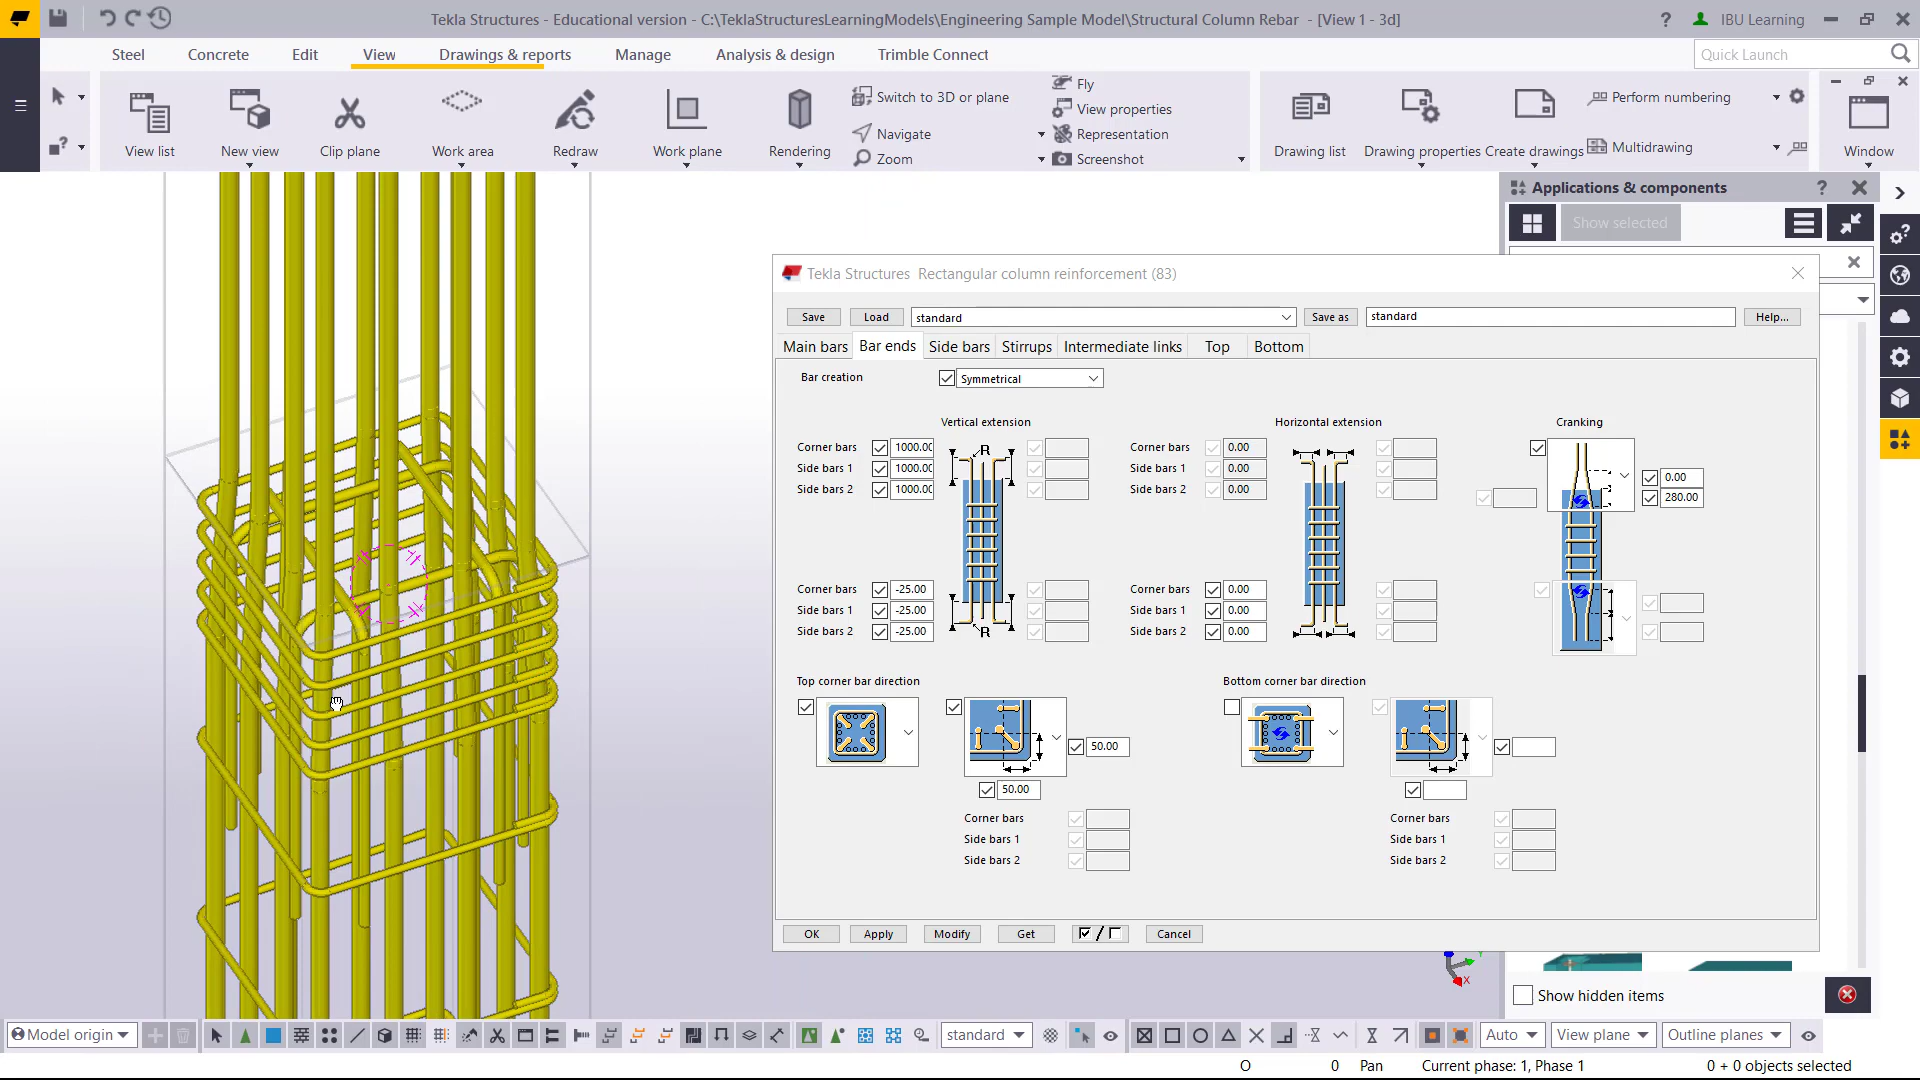 Tekla Structures - Educational version - C:\TeklaStructuresLearningModels\Engineering Sample Model\Structural Column Rebar - [View 1 - 3d]
? IBU Learning
Steel Concrete Edit View Drawings & reports Manage Analysis & design Trimble Connect
Quick Launch
View list
New view
Clip plane
Work area
Redraw
Work plane
Rendering
Switch to 3D or plane
Navigate
Zoom
Fly
View properties
Representation
Screenshot
Drawing list
Drawing properties
Create drawings
Perform numbering
Multidrawing
Window
Applications & components ?
Show selected
Tekla Structures Rectangular column reinforcement (83)
Save Load standard Save as standard Help...
Main bars Bar ends Side bars Stirrups Intermediate links Top Bottom
Bar creation Symmetrical
Vertical extension Horizontal extension Cranking
Corner bars 1000.00 R Corner bars 0.00
Side bars 1 1000.00 Side bars 1 0.00 0.00
Side bars 2 1000.00 Side bars 2 0.00 280.00
Corner bars -25.00 Corner bars 0.00
Side bars 1 -25.00 Side bars 1 0.00
Side bars 2 -25.00 R Side bars 2 0.00
Top corner bar direction Bottom corner bar direction
50.00
50.00
Corner bars Corner bars
Side bars 1 Side bars 1
Side bars 2 Side bars 2
OK Apply Modify Get / Cancel
Y
X
Show hidden items
Model origin standard Auto View plane Outline planes
O 0 Pan Current phase: 1, Phase 1 0 + 0 objects selected